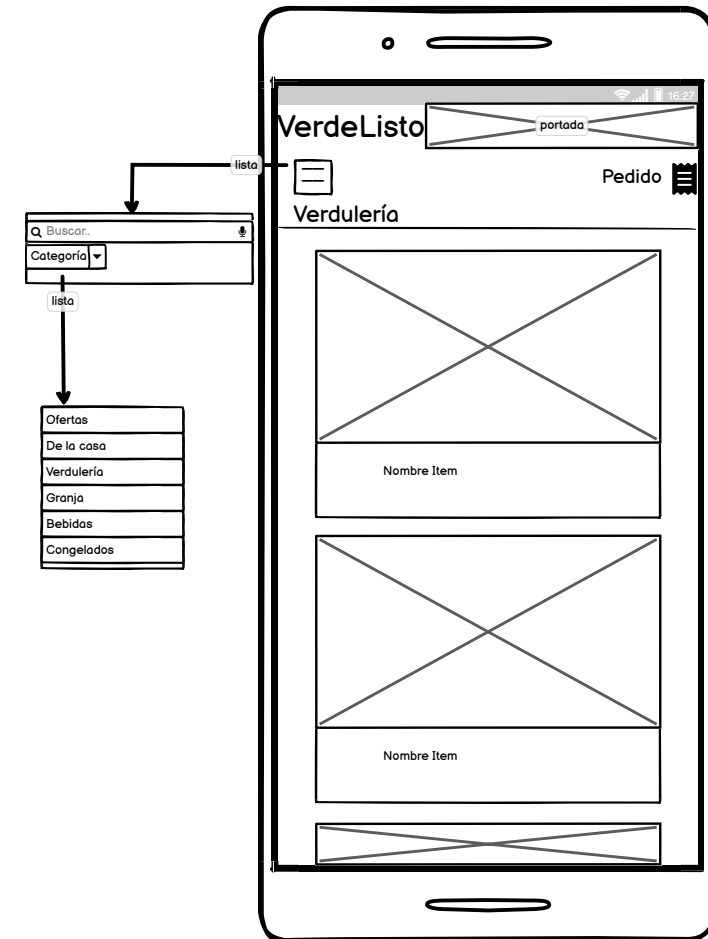 16:27
VerdeListo
portada
lista
Pedido
Verdulería
Buscar..
Categoría
lista
Ofertas
De la casa
Verdulería
Granja
Bebidas
Congelados
Nombre Item
Nombre Item